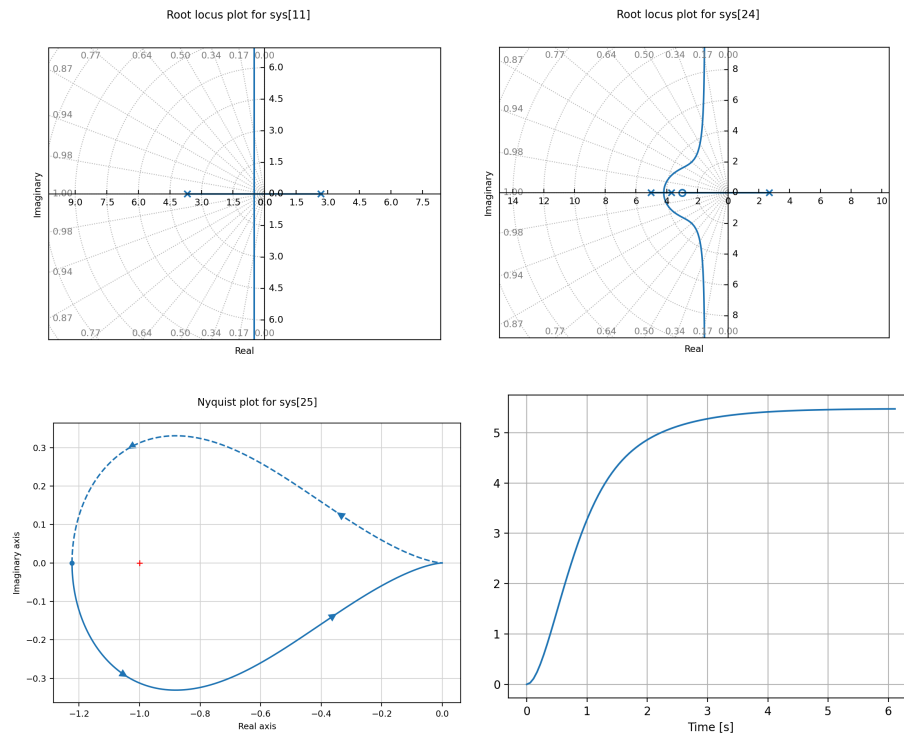 Root locus plot for sys[11]
0.77 0.64 0.50 0.34 0.17 0.00
0.87
6.0
0.94
4.5
3.0
0.98
1.5
1.00
0.0
9.0 7.5 6.0 4.5 3.0 1.5 0.0 1.5 3.0 4.5 6.0 7.5
1.5
0.98
3.0
0.94
4.5
6.0
0.87
0.77 0.64 0.50 0.34 0.17 0.00
Imaginary
Real
Root locus plot for sys[24]
0.77 0.64 0.50 0.34 0.17 0.00
0.87
8
0.94
6
4
0.98
2
1.00
0
14 12 10 8 6 4 2 0 2 4 6 8 10
2
0.98
4
0.94
6
8
0.87
0.77 0.64 0.50 0.34 0.17 0.00
Imaginary
Real
Nyquist plot for sys[25]
0.3
0.2
0.1
0.0
−0.1
−0.2
−0.3
−1.2 −1.0 −0.8 −0.6 −0.4 −0.2 0.0
Imaginary axis
Real axis
5
4
3
2
1
0
0 1 2 3 4 5 6
Time [s]